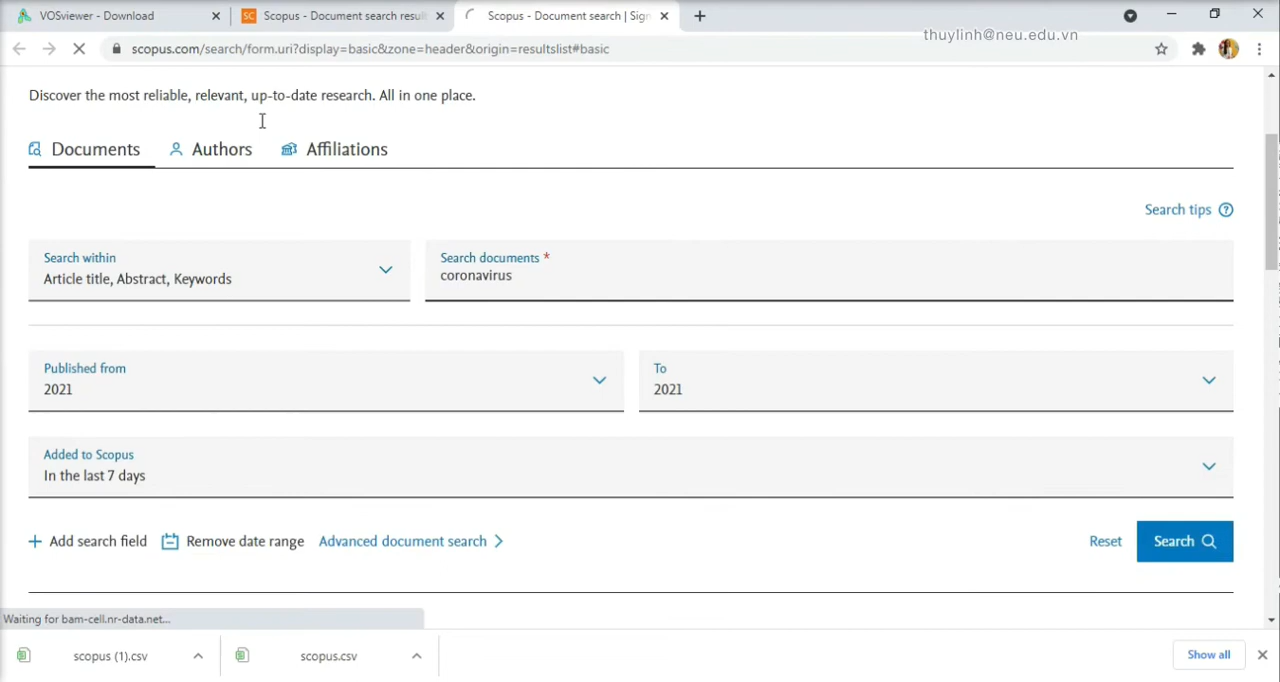 VOSviewer - Download
Scopus - Document search resul
Scopus - Document search | Sign
thuylinh@neu.edu.vn
scopus.com/search/form.uri?display=basic&zone=header&origin=resultslist#basic
Discover the most reliable, relevant, up-to-date research. All in one place.
Documents Authors Affiliations
Search tips
Search within
Article title, Abstract, Keywords
Search documents *
coronavirus
Published from
2021
To
2021
Added to Scopus
In the last 7 days
Add search field Remove date range Advanced document search
Reset Search
Waiting for bam-cell.nr-data.net...
scopus (1).csv scopus.csv Show all